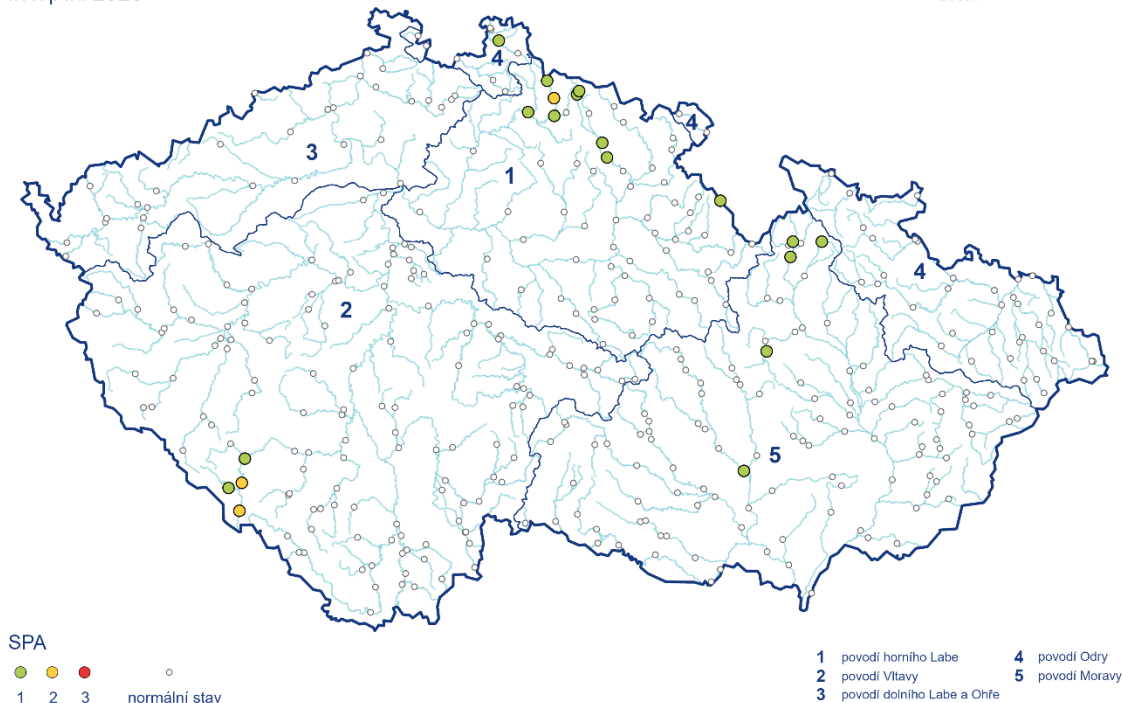 4
4
3
1
4
2
5
SPA
1 2 3 normální stav
1 povodí horního Labe
2 povodí Vltavy
3 povodí dolního Labe a Ohře
4 povodí Odry
5 povodí Moravy